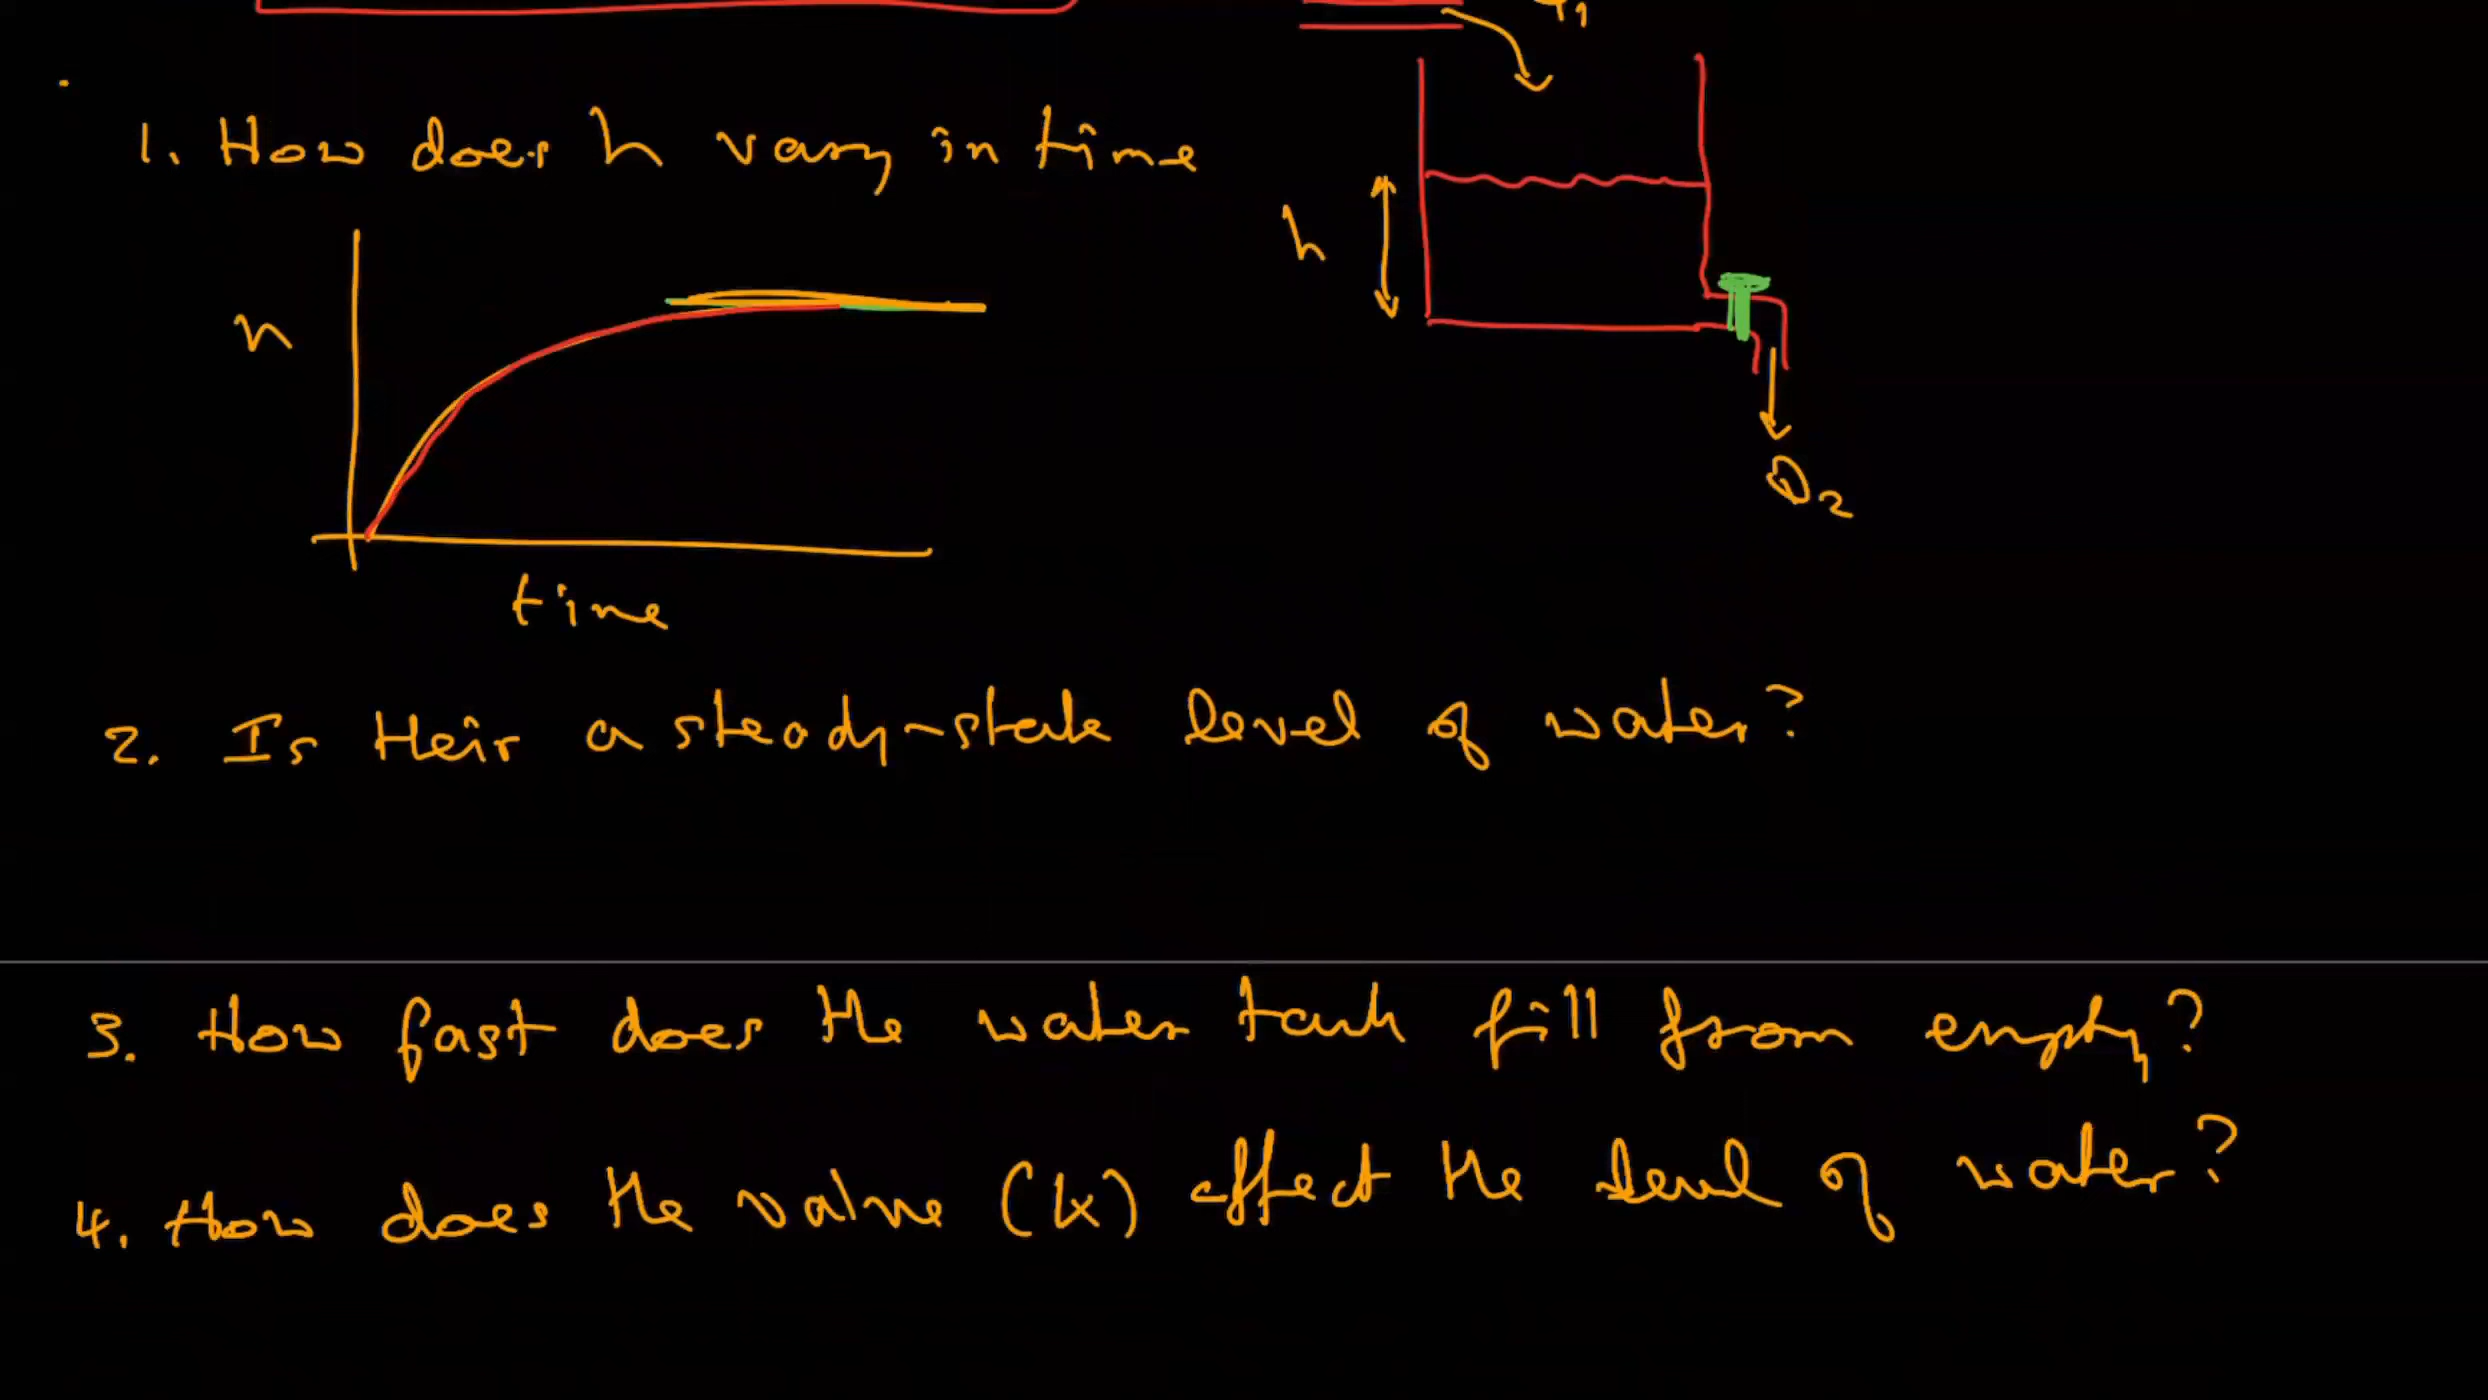 Q1
1. How does h vary in time
h
h
Q2
time
2. Is their a steady-state level of water?
3. How fast does the water tank fill from empty?
4. How does the valve (k) affect the level of water?